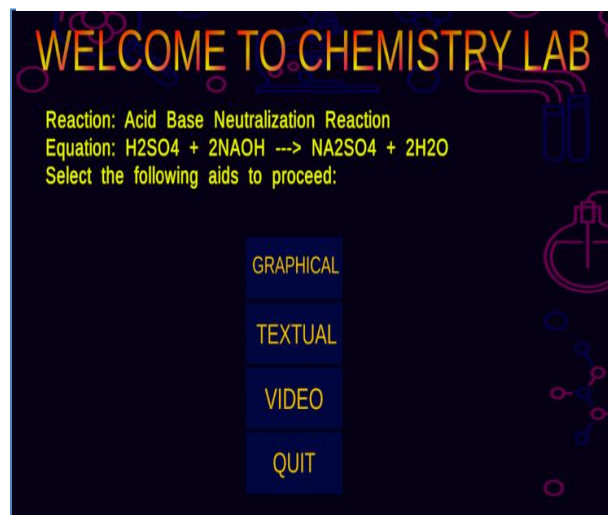 WELCOME TO CHEMISTRY LAB
Reaction: Acid Base Neutralization Reaction
Equation: H2SO4 + 2NAOH ---> NA2SO4 + 2H2O
Select the following aids to proceed:
GRAPHICAL
TEXTUAL
VIDEO
QUIT